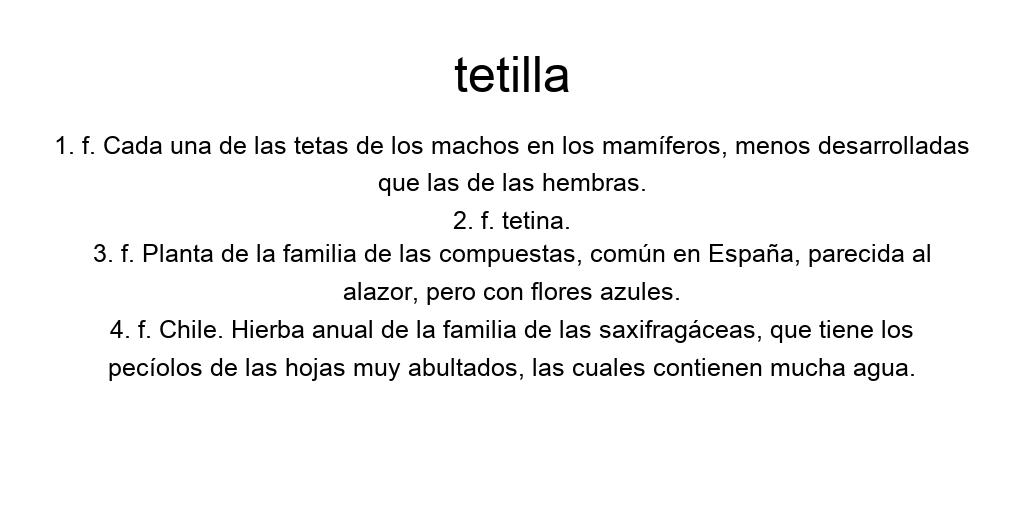 tetilla
1. f. Cada una de las tetas de los machos en los mamíferos, menos desarrolladas
que las de las hembras.
2. f. tetina.
3. f. Planta de la familia de las compuestas, común en España, parecida al
alazor, pero con flores azules.
4. f. Chile. Hierba anual de la familia de las saxifragáceas, que tiene los
pecíolos de las hojas muy abultados, las cuales contienen mucha agua.